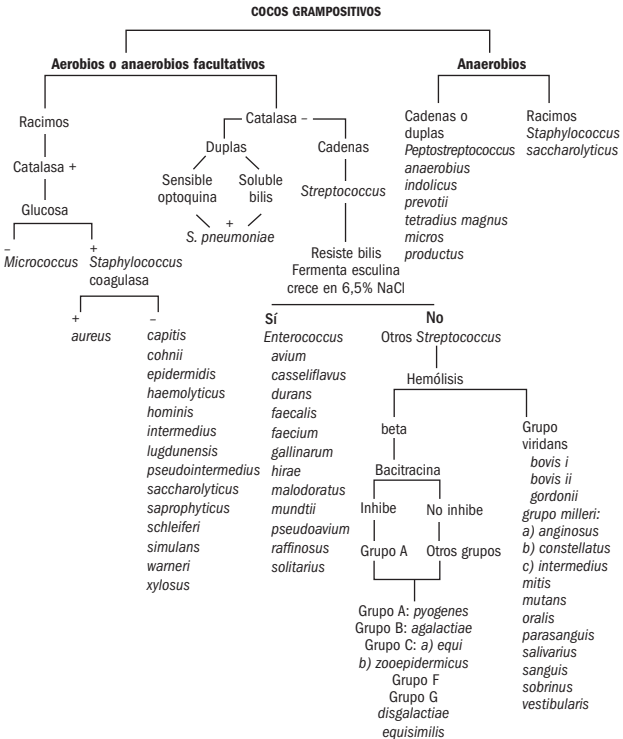 COCOS GRAMPOSITIVOS
Aerobios o anaerobios facultativos
Anaerobios
Racimos
Catalasa +
Glucosa
–
Micrococcus
+
Staphylococcus
coagulasa
+
aureus
–
capitis
cohnii
epidermidis
haemolyticus
hominis
intermedius
lugdunensis
pseudointermedius
saccharolyticus
saprophyticus
schleiferi
simulans
warneri
xylosus
Catalasa –
Duplas
Sensible
optoquina
Soluble
bilis
+
S. pneumoniae
Cadenas
Streptococcus
Resiste bilis
Fermenta esculina
crece en 6,5% NaCl
Sí
Enterococcus
avium
casseliflavus
durans
faecalis
faecium
gallinarum
hirae
malodoratus
mundtii
pseudoavium
raffinosus
solitarius
No
Otros Streptococcus
Hemólisis
beta
Bacitracina
Inhibe
No inhibe
Grupo A
Otros grupos
Grupo A: pyogenes
Grupo B: agalactiae
Grupo C: a) equi
b) zooepidermicus
Grupo F
Grupo G
disgalactiae
equisimilis
Grupo
viridans
bovis i
bovis ii
gordonii
grupo milleri:
a) anginosus
b) constellatus
c) intermedius
mitis
mutans
oralis
parasanguis
salivarius
sanguis
sobrinus
vestibularis
Cadenas o
duplas
Peptostreptococcus
anaerobius
indolicus
prevotii
tetradius magnus
micros
productus
Racimos
Staphylococcus
saccharolyticus